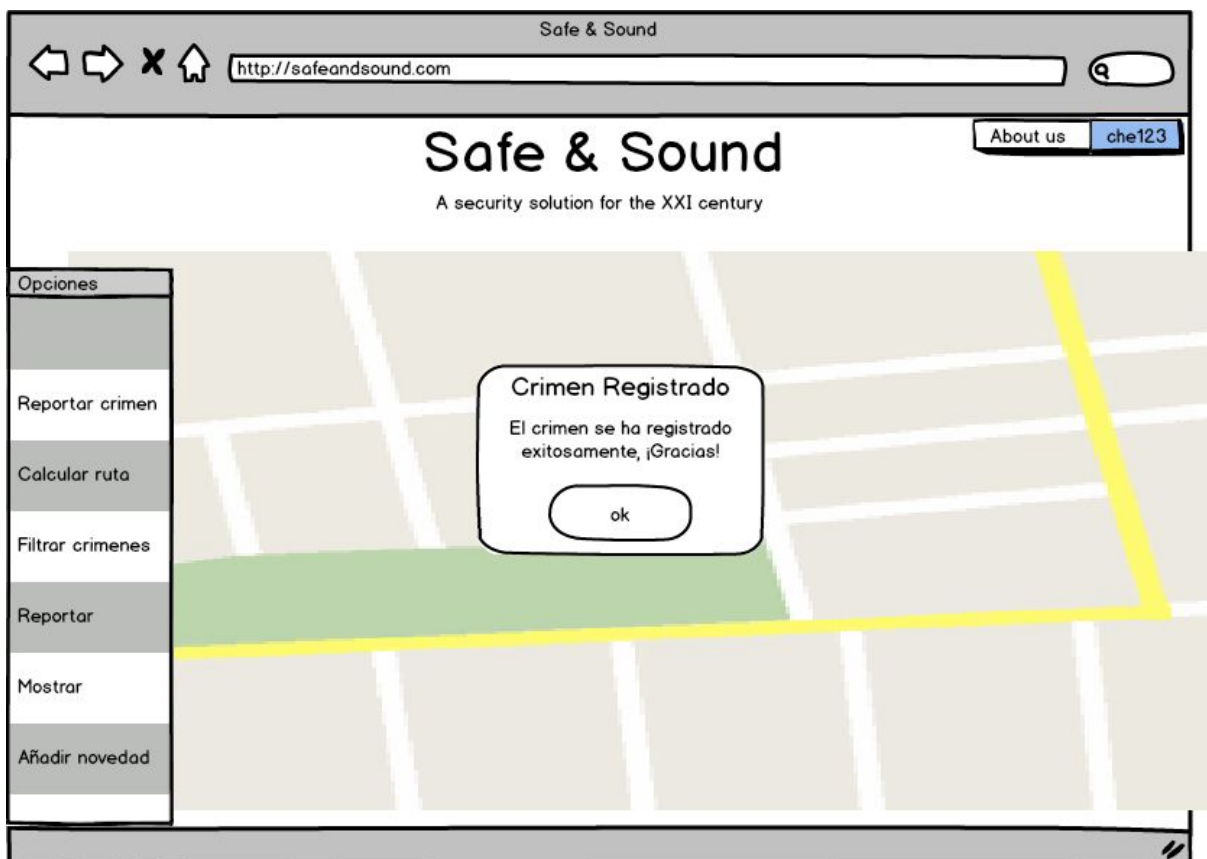 Safe & Sound
http://safeandsound.com
About us
che123
Safe & Sound
A security solution for the XXI century
Opciones
Reportar crimen
Calcular ruta
Filtrar crimenes
Reportar
Mostrar
Añadir novedad
Crimen Registrado
El crimen se ha registrado
exitosamente, ¡Gracias!
ok